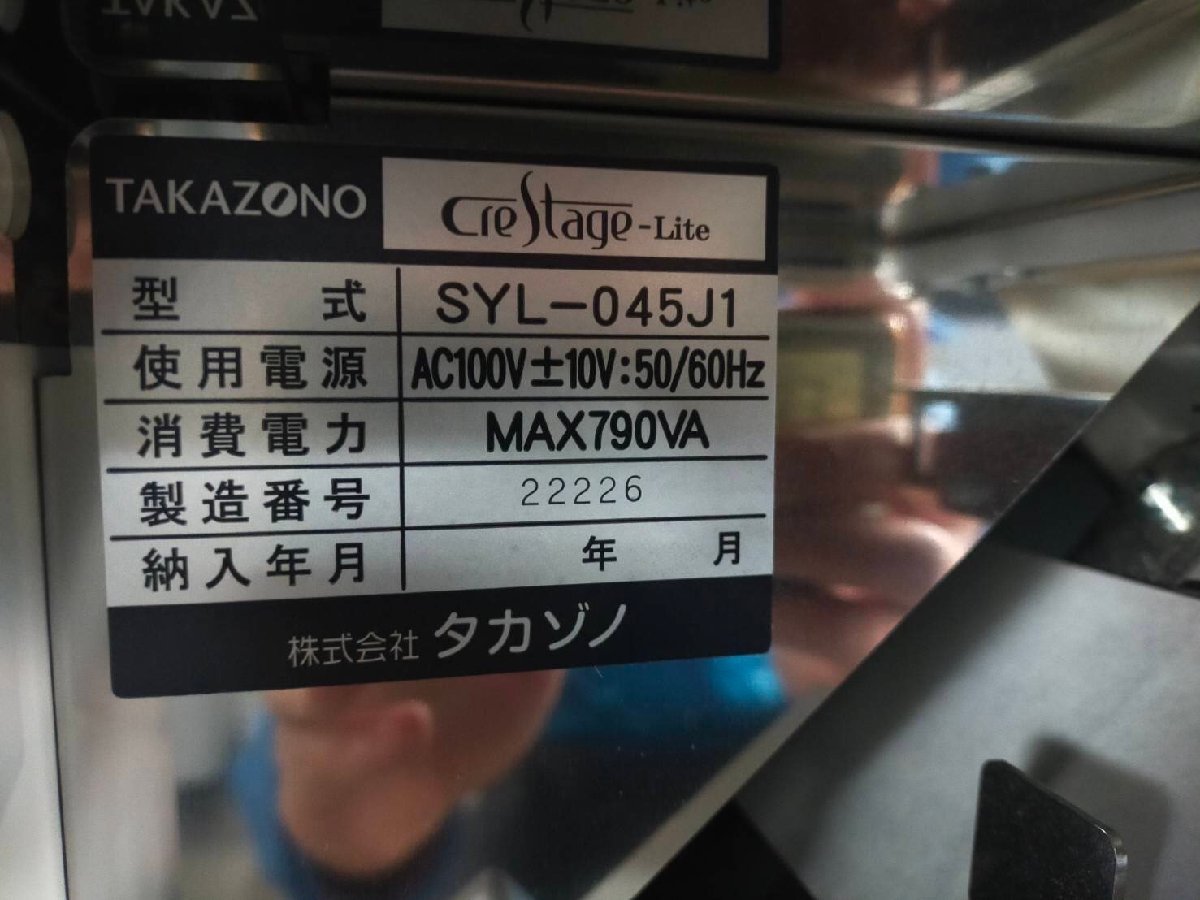 TAKAZONO CreStage-Lite
型式 SYL-045J1
使用電源 AC100V±10V:50/60Hz
消費電力 MAX790VA
製造番号 22226
納入年月 年 月
株式会社 タカゾノ